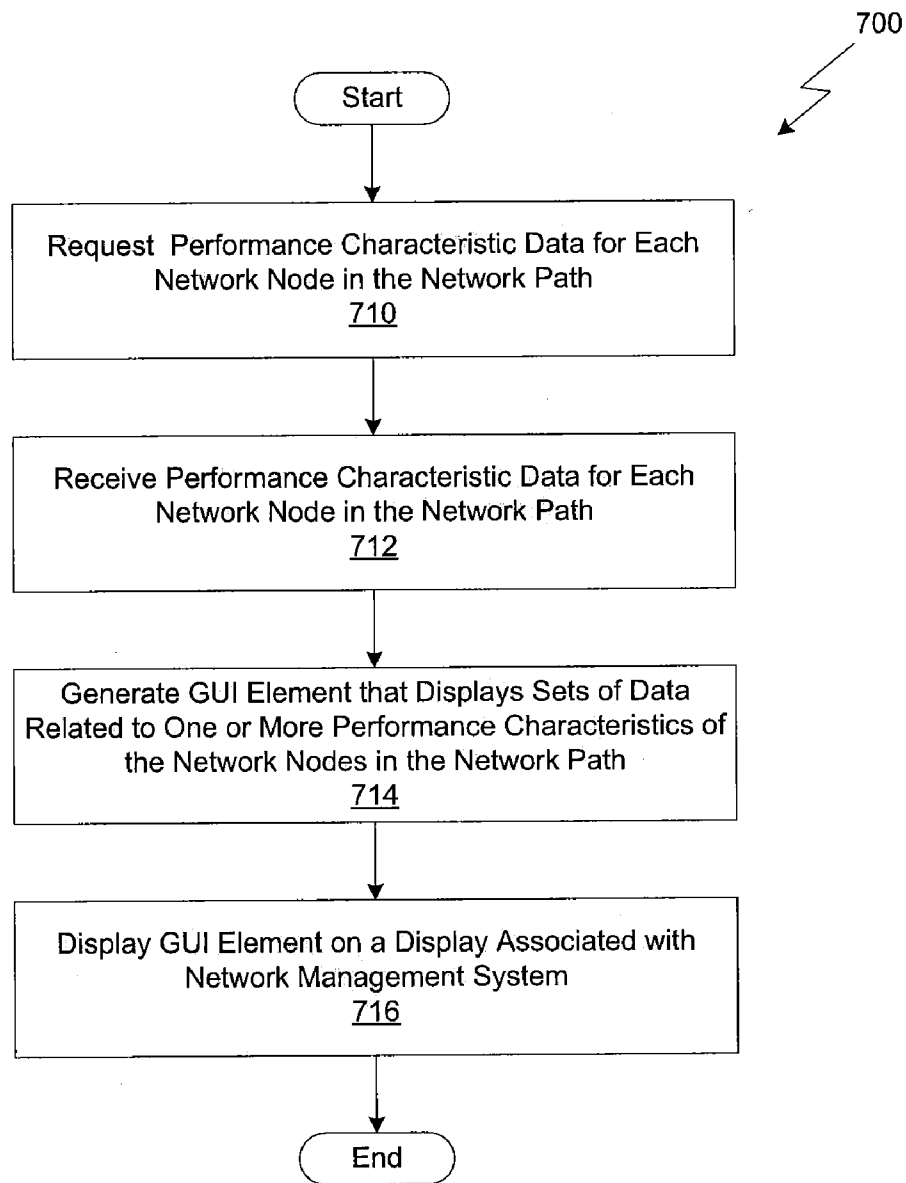 700
Start
Request Performance Characteristic Data for Each
Network Node in the Network Path
710
Receive Performance Characteristic Data for Each
Network Node in the Network Path
712
Generate GUI Element that Displays Sets of Data
Related to One or More Performance Characteristics of
the Network Nodes in the Network Path
714
Display GUI Element on a Display Associated with
Network Management System
716
End